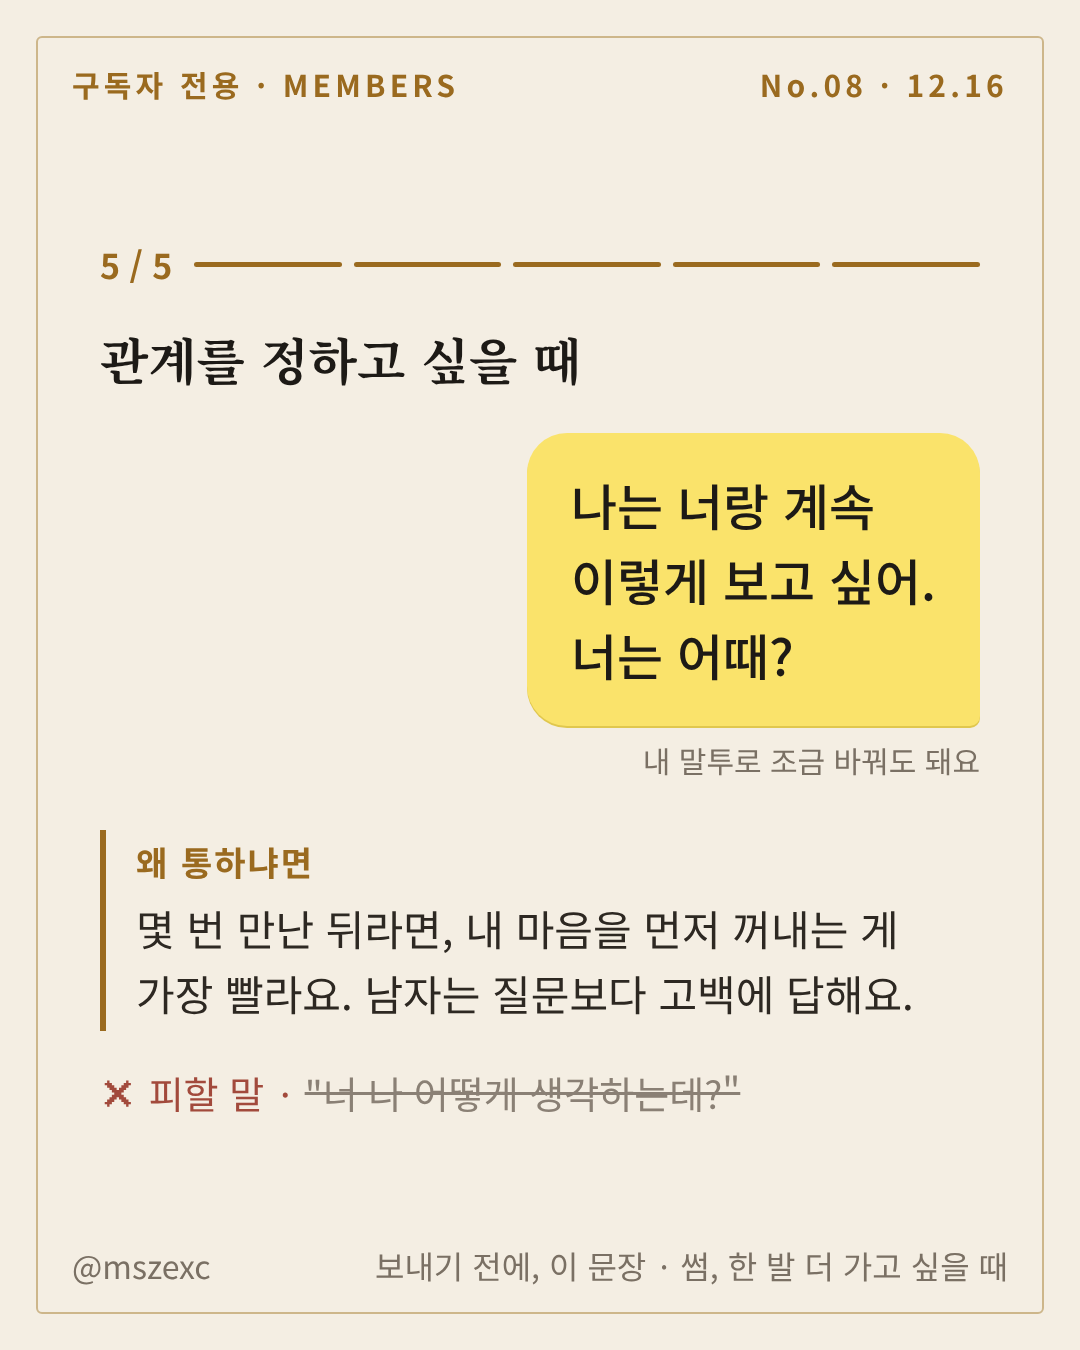 구독자 전용 · MEMBERS
No.08 · 12.16
5 / 5
관계를 정하고 싶을 때
나는 너랑 계속
이렇게 보고 싶어.
너는 어때?
내 말투로 조금 바꿔도 돼요
왜 통하냐면
몇 번 만난 뒤라면, 내 마음을 먼저 꺼내는 게
가장 빨라요. 남자는 질문보다 고백에 답해요.
✕ 피할 말 · "너 나 어떻게 생각하는데?"
@mszexc
보내기 전에, 이 문장 · 썸, 한 발 더 가고 싶을 때